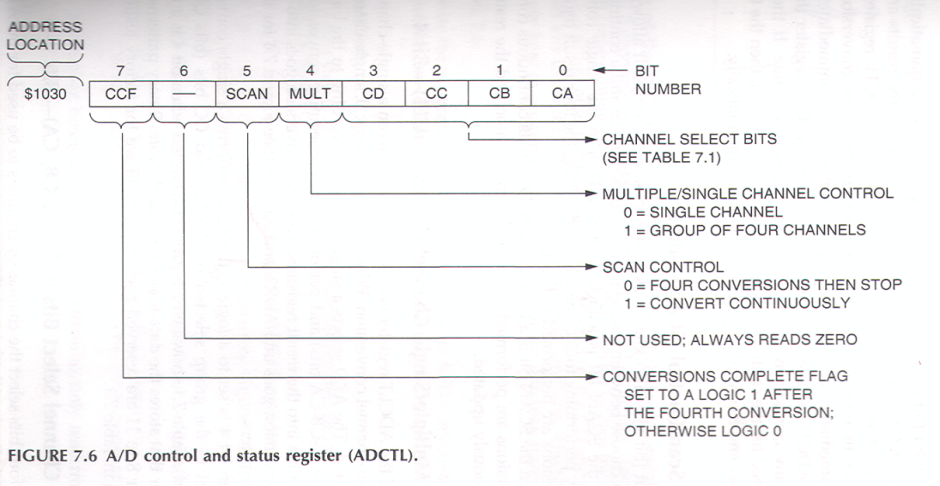 ADDRESS
LOCATION
7 6 5 4 3 2 1 0 BIT
NUMBER
$1030 CCF — SCAN MULT CD CC CB CA
CHANNEL SELECT BITS
(SEE TABLE 7.1)
MULTIPLE/SINGLE CHANNEL CONTROL
0 = SINGLE CHANNEL
1 = GROUP OF FOUR CHANNELS
SCAN CONTROL
0 = FOUR CONVERSIONS THEN STOP
1 = CONVERT CONTINUOUSLY
NOT USED; ALWAYS READS ZERO
CONVERSIONS COMPLETE FLAG
SET TO A LOGIC 1 AFTER
THE FOURTH CONVERSION;
OTHERWISE LOGIC 0
FIGURE 7.6 A/D control and status register (ADCTL).